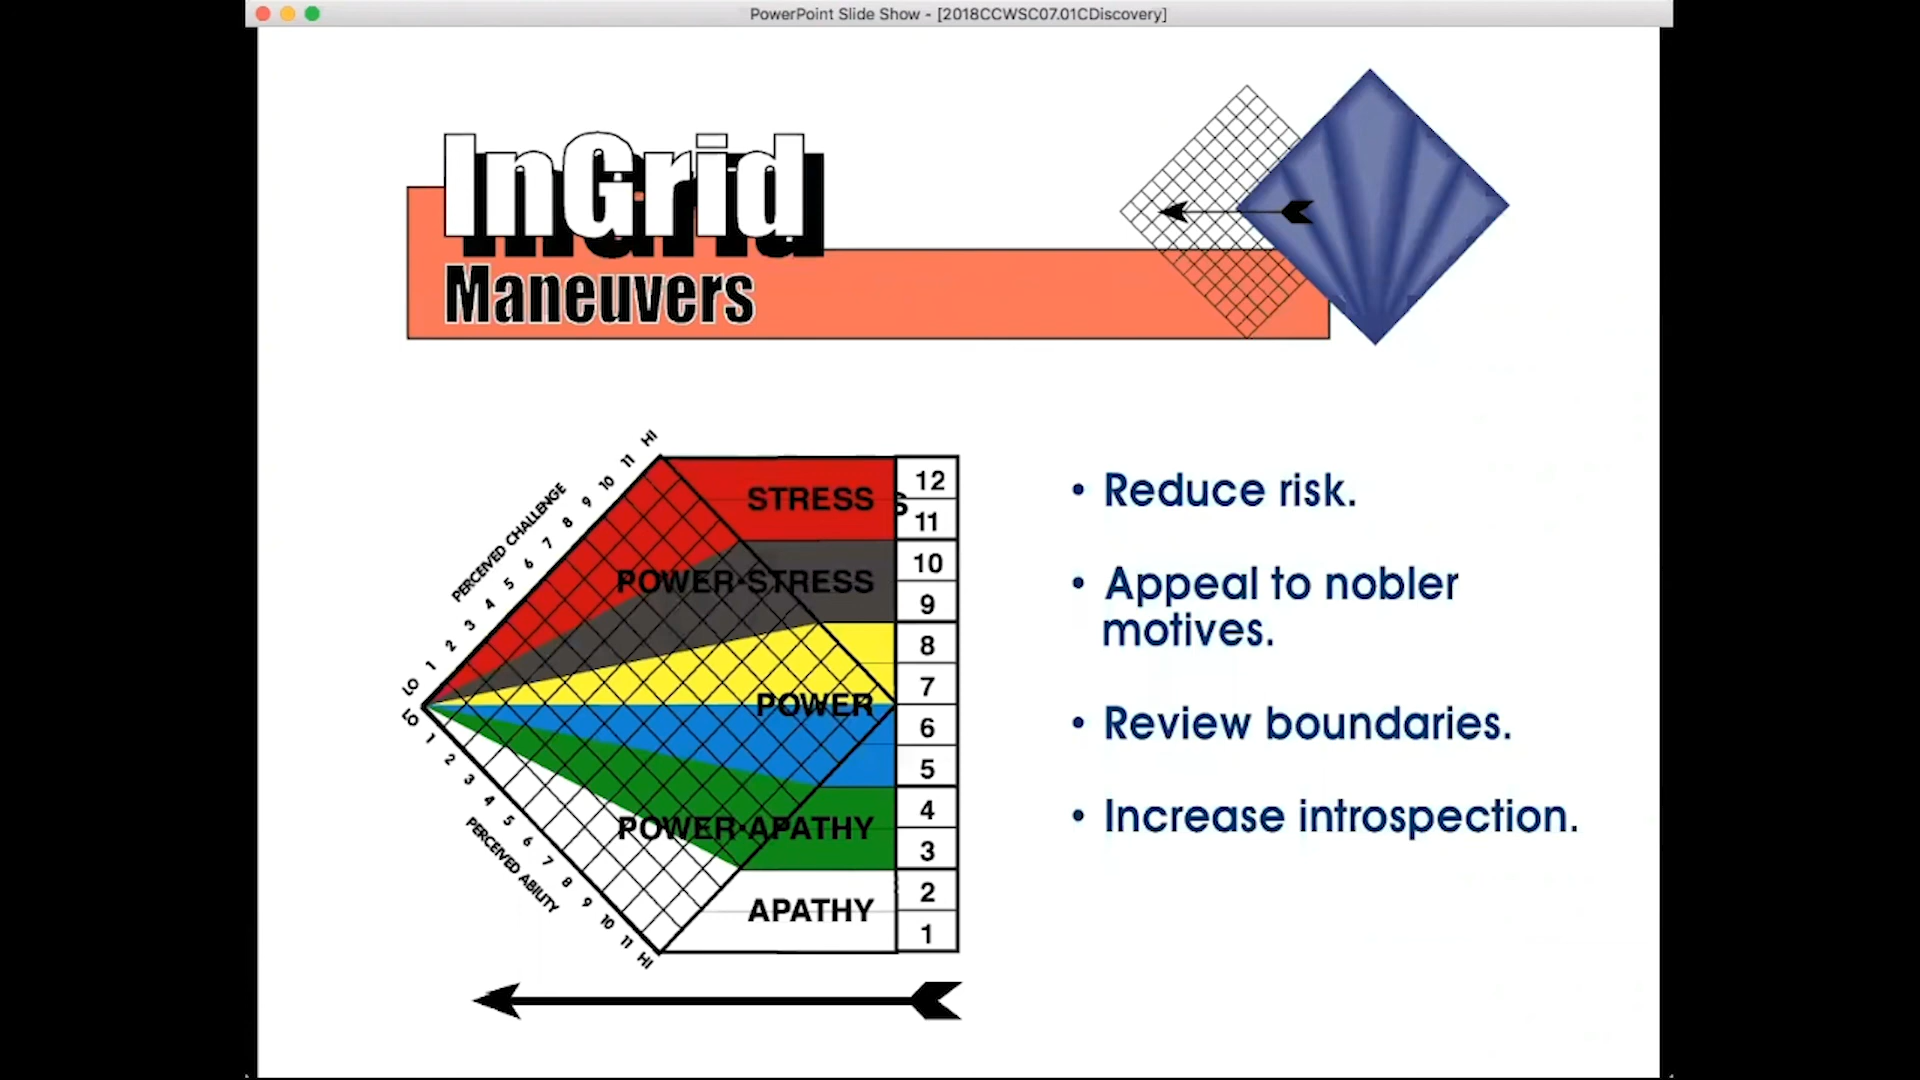 PowerPoint Slide Show - [2018CCWSC07.01CDiscovery]
InGrid
Maneuvers
PERCEIVED CHALLENGE
LO 1 2 3 4 5 6 7 8 9 10 11 HI
STRESS
POWER•STRESS
POWER
POWER•APATHY
APATHY
S
12
11
10
9
8
7
6
5
4
3
2
1
LO 1 2 3 4 5 6 7 8 9 10 11 HI
PERCEIVED ABILITY
• Reduce risk.
• Appeal to nobler
motives.
• Review boundaries.
• Increase introspection.